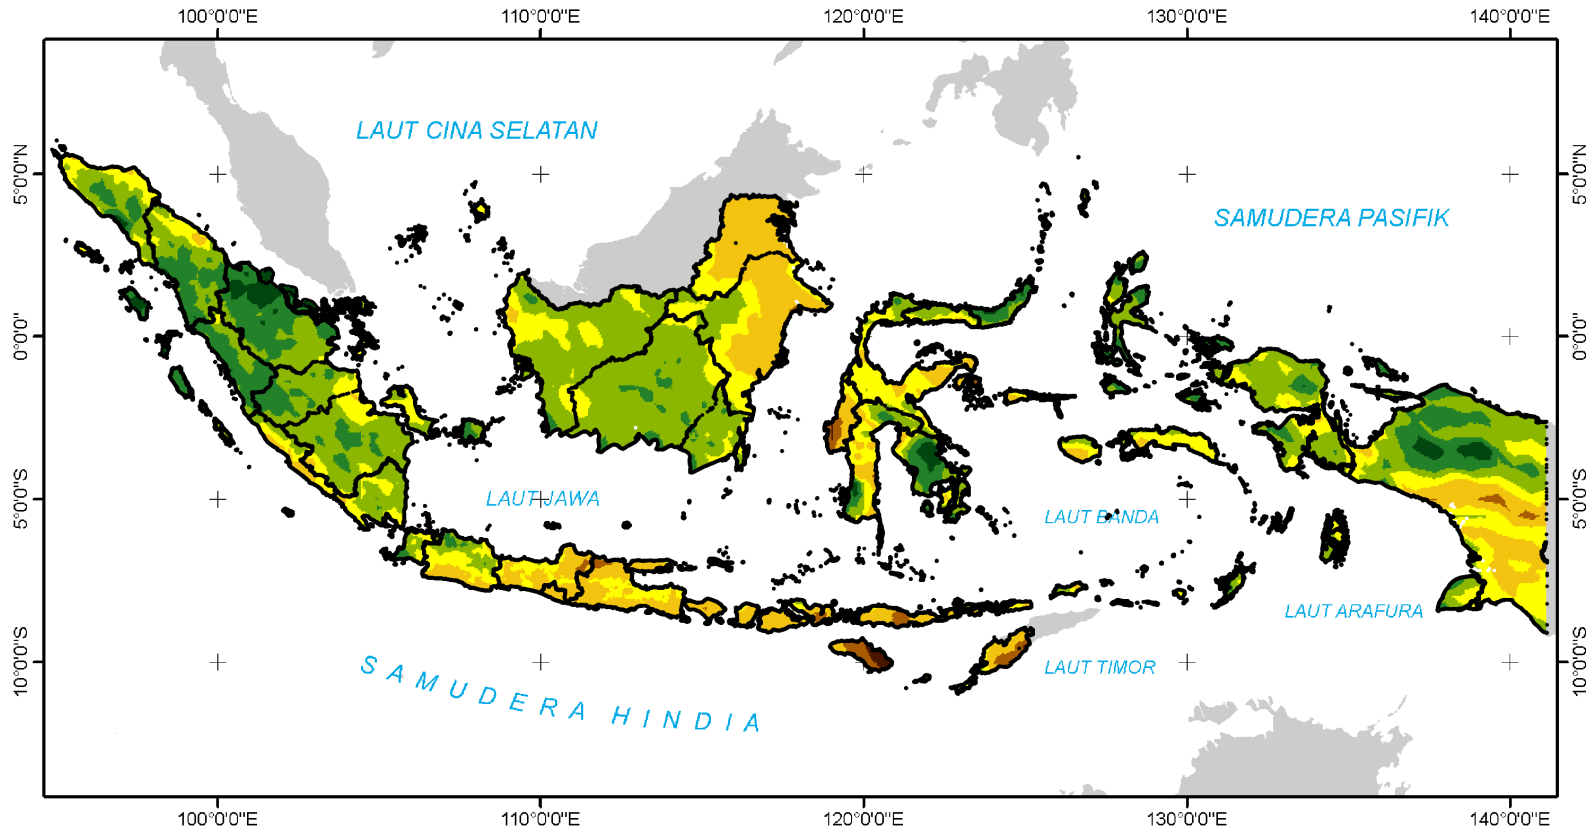 100°0'0"E 110°0'0"E 120°0'0"E 130°0'0"E 140°0'0"E
LAUT CINA SELATAN
5°0'0"N 5°0'0"N
SAMUDERA PASIFIK
0°0'0" 0°0'0"
5°0'0"S LAUT JAWA 5°0'0"S
LAUT BANDA
LAUT ARAFURA
10°0'0"S LAUT TIMOR 10°0'0"S
SAMUDERA HINDIA
100°0'0"E 110°0'0"E 120°0'0"E 130°0'0"E 140°0'0"E